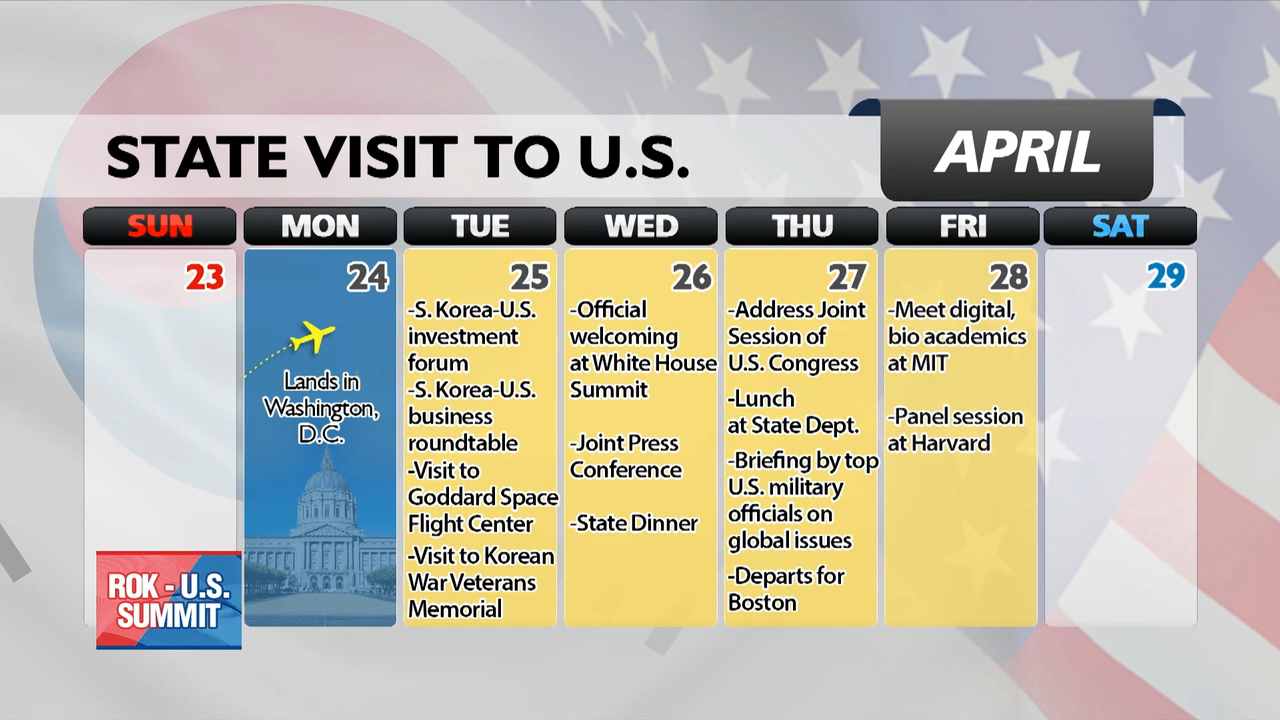 STATE VISIT TO U.S.
APRIL
SUN
MON
TUE
WED
THU
FRI
SAT
23
24
Lands in
Washington,
D.C.
25
-S. Korea-U.S.
investment
forum
-S. Korea-U.S.
business
roundtable
-Visit to
Goddard Space
Flight Center
-Visit to Korean
War Veterans
Memorial
26
-Official
welcoming
at White House
Summit
-Joint Press
Conference
-State Dinner
27
-Address Joint
Session of
U.S. Congress
-Lunch
at State Dept.
-Briefing by top
U.S. military
officials on
global issues
-Departs for
Boston
28
-Meet digital,
bio academics
at MIT
-Panel session
at Harvard
29
ROK - U.S.
SUMMIT